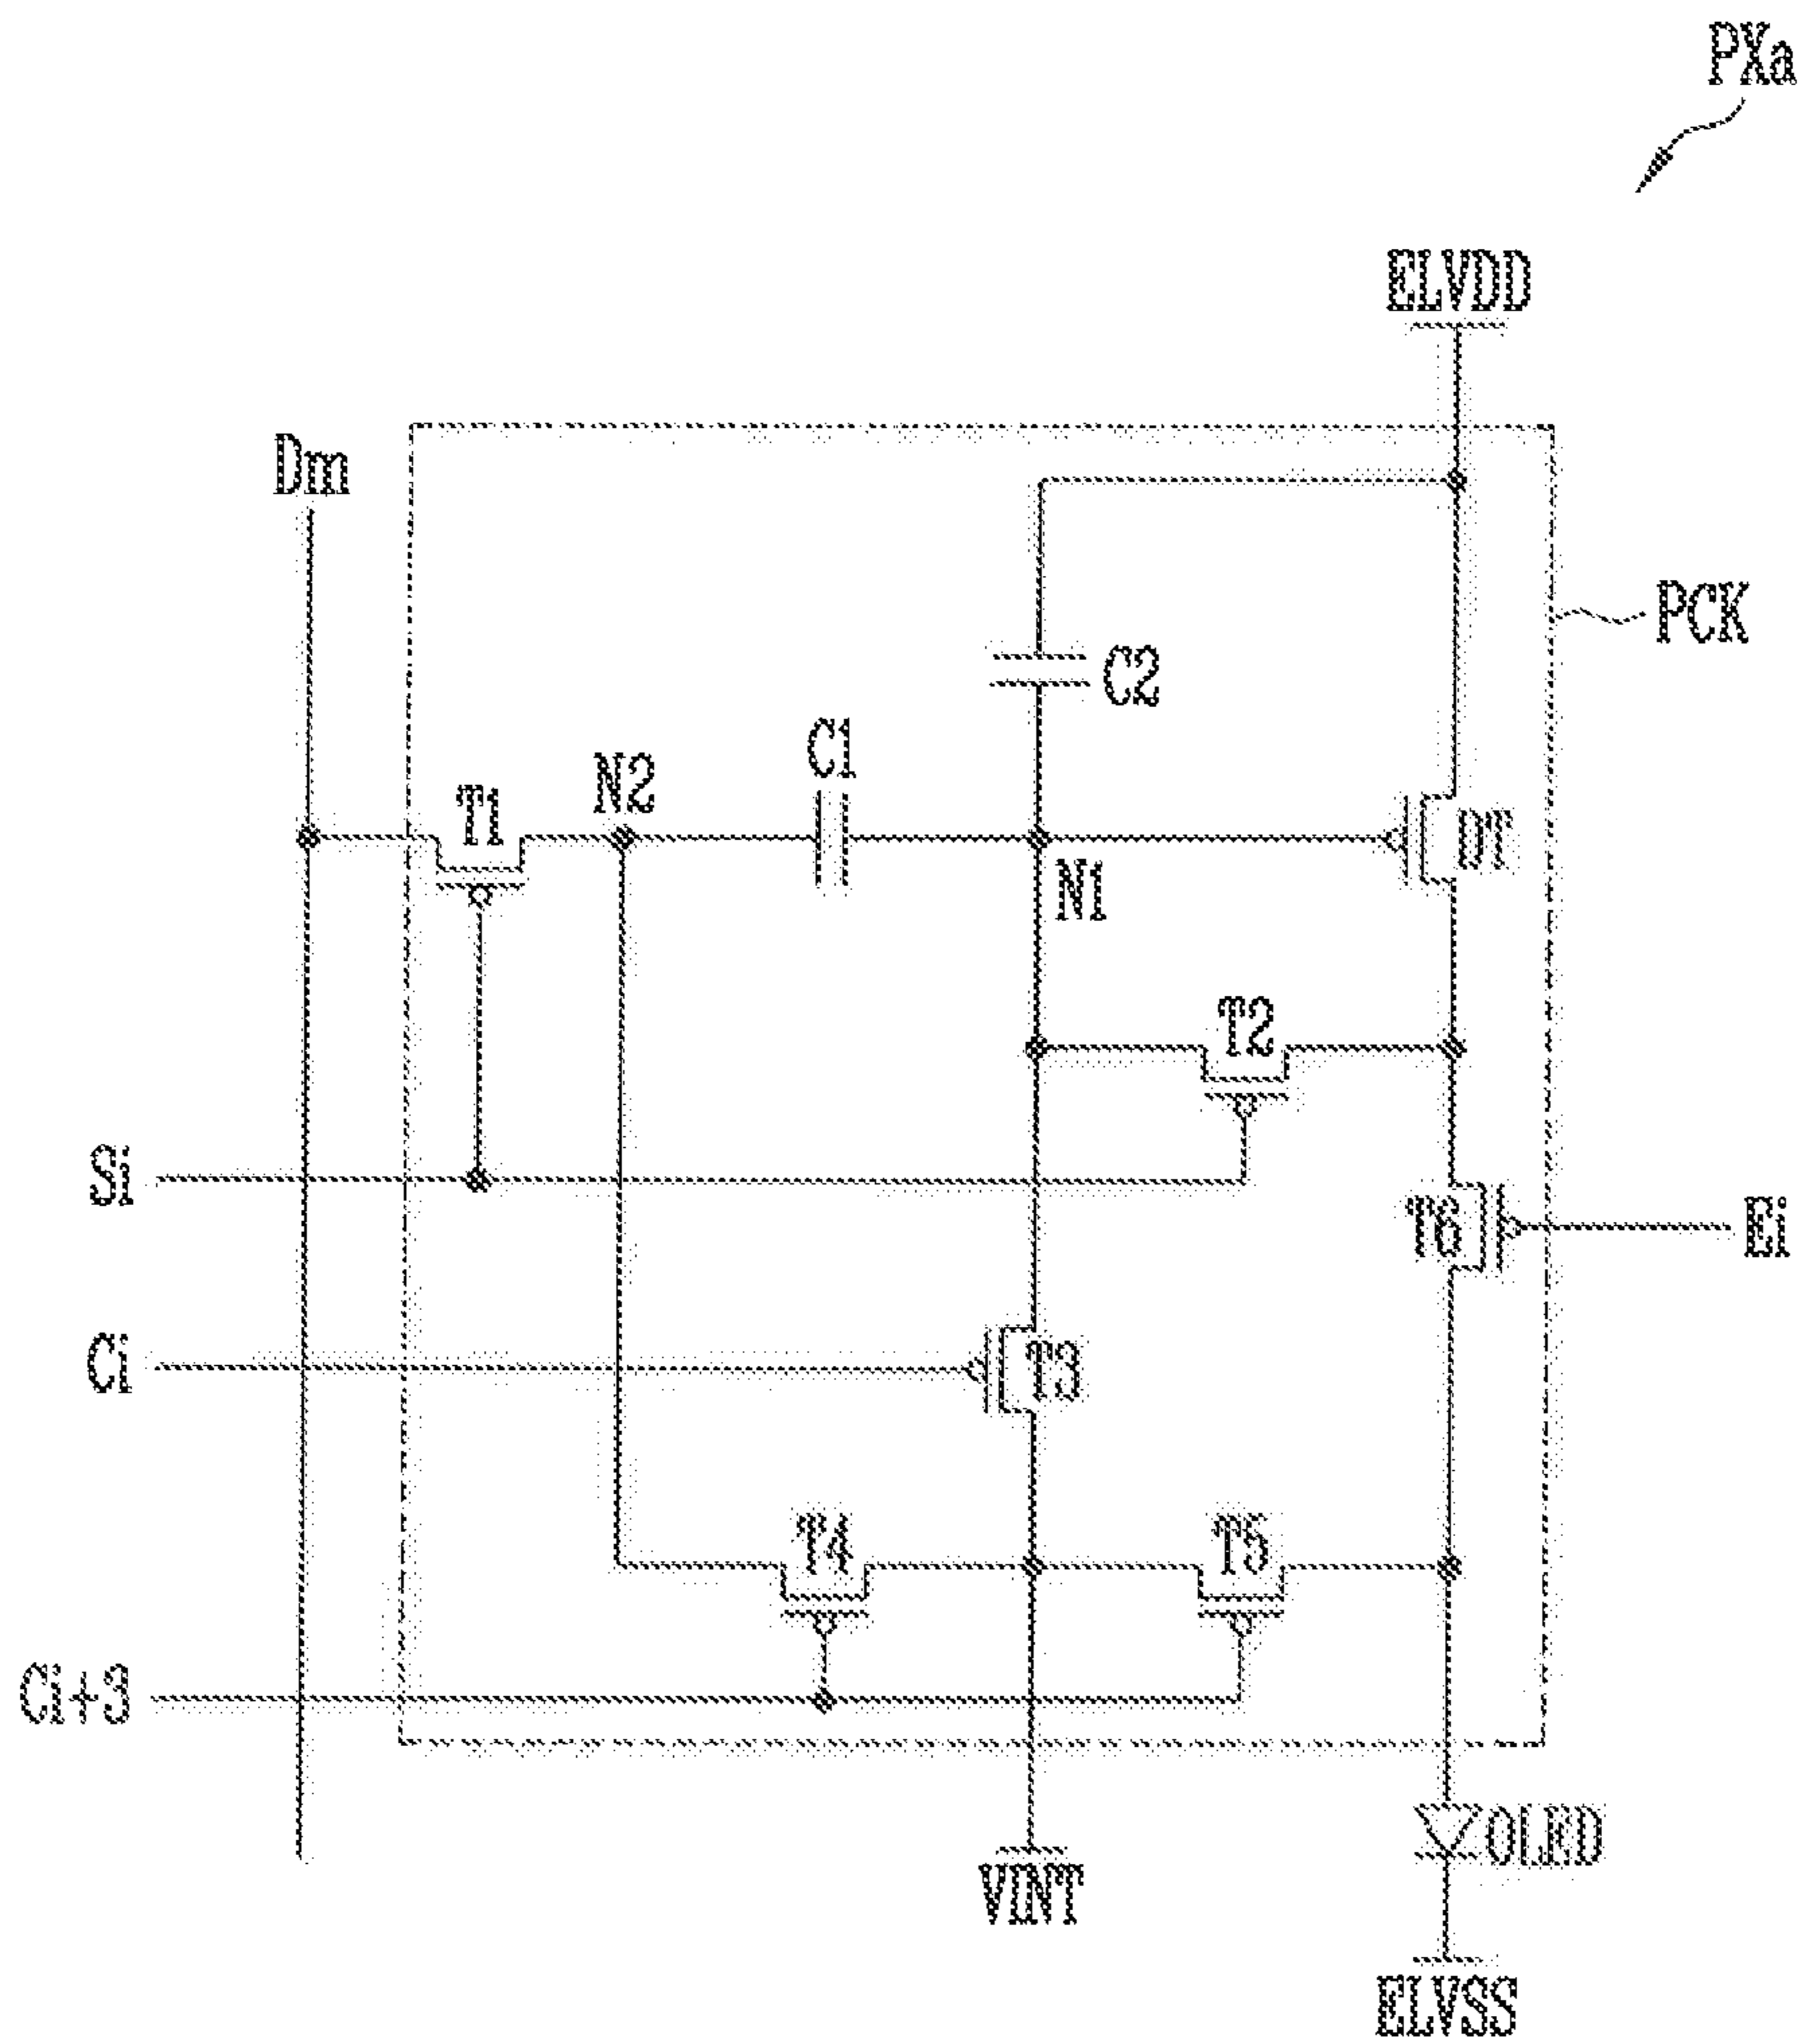 PXa
ELVDD
Dm
PCK
C2
C1
N2
T1
DT
N1
T2
Si
T6
Ei
Ci
T3
T4
T5
Ci+3
OLED
VINT
ELVSS